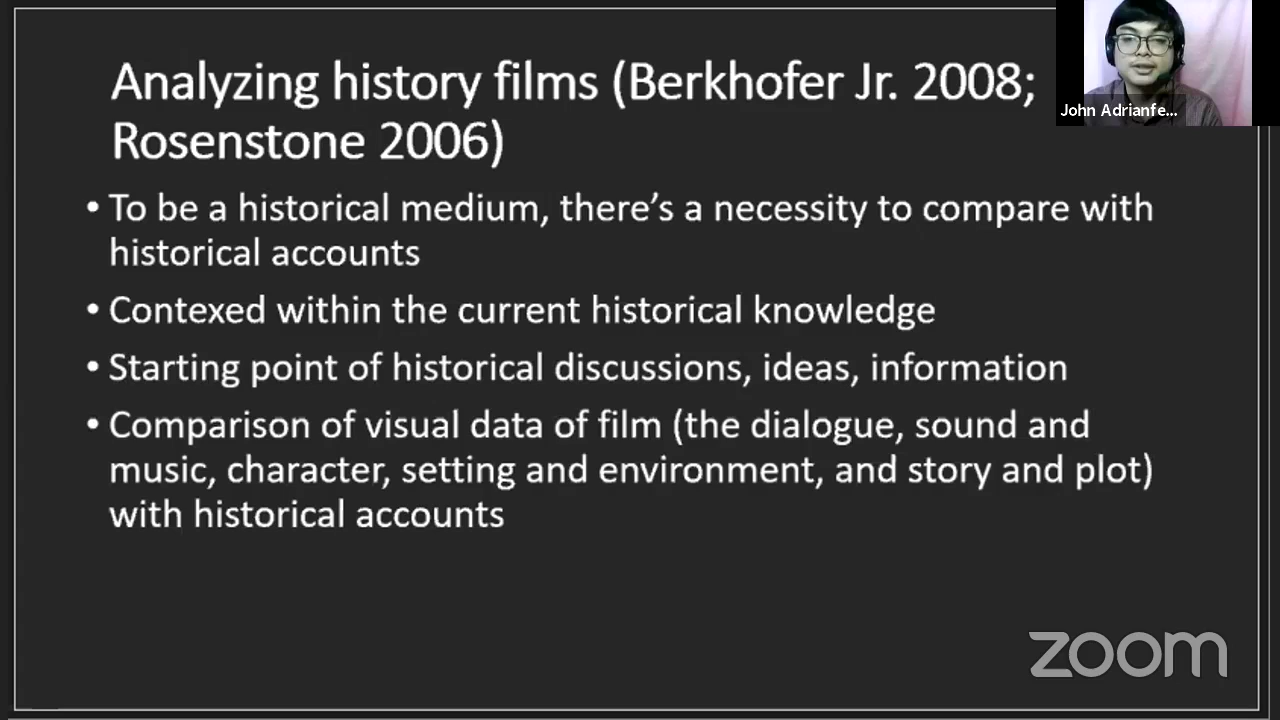 Analyzing history films (Berkhofer Jr. 2008;
Rosenstone 2006)
• To be a historical medium, there's a necessity to compare with
historical accounts
• Contexed within the current historical knowledge
• Starting point of historical discussions, ideas, information
• Comparison of visual data of film (the dialogue, sound and
music, character, setting and environment, and story and plot)
with historical accounts
John Adrianfe...
zoom